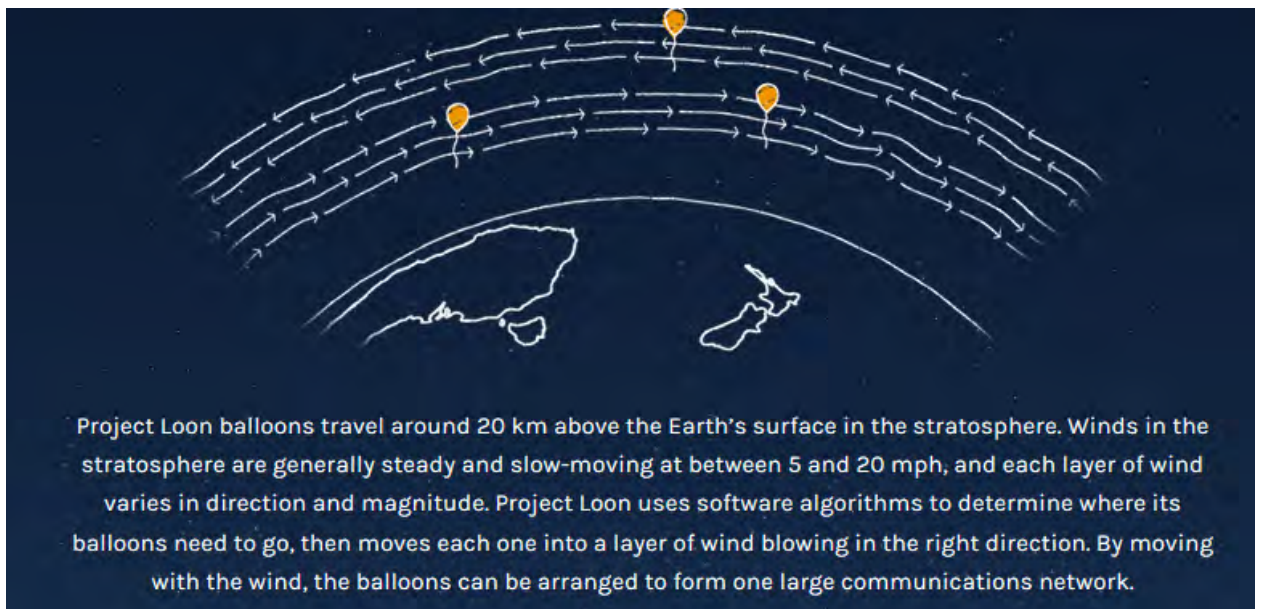 Project Loon balloons travel around 20 km above the Earth's surface in the stratosphere. Winds in the
stratosphere are generally steady and slow-moving at between 5 and 20 mph, and each layer of wind
varies in direction and magnitude. Project Loon uses software algorithms to determine where its
balloons need to go, then moves each one into a layer of wind blowing in the right direction. By moving
with the wind, the balloons can be arranged to form one large communications network.